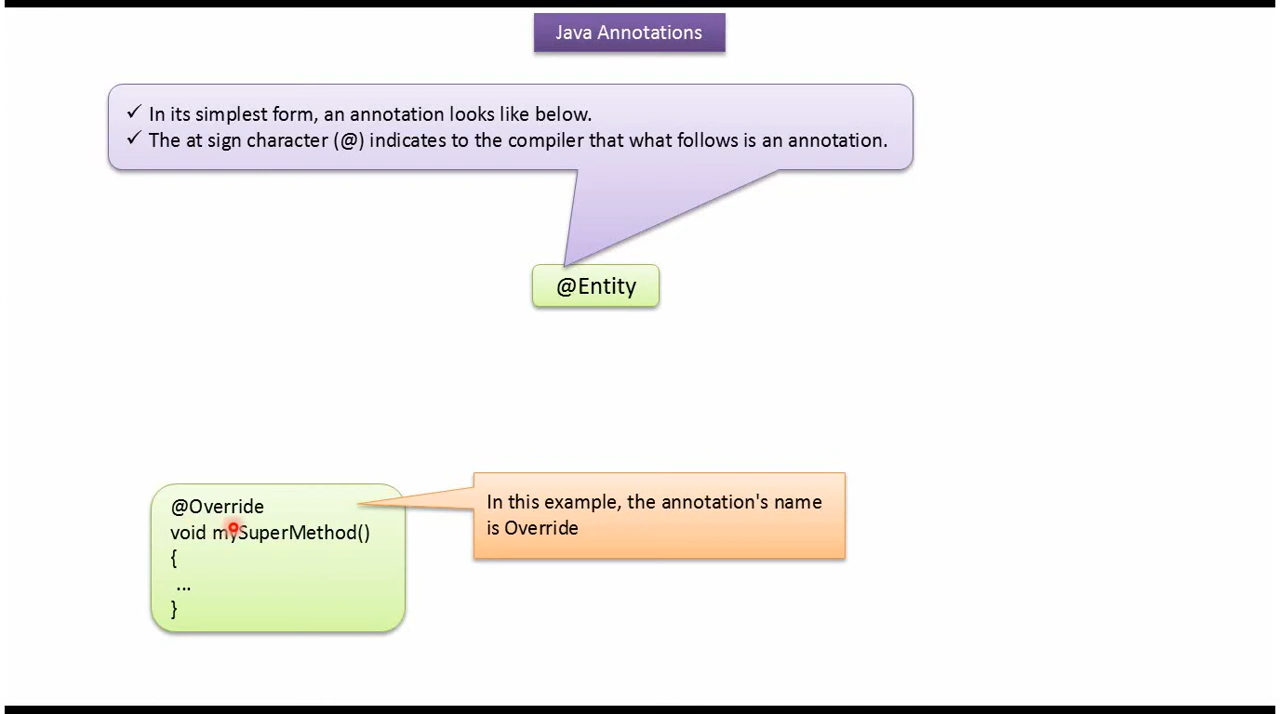 Java Annotations
✓ In its simplest form, an annotation looks like below.
✓ The at sign character (@) indicates to the compiler that what follows is an annotation.
@Entity
@Override
void mySuperMethod()
{
...
}
In this example, the annotation's name
is Override